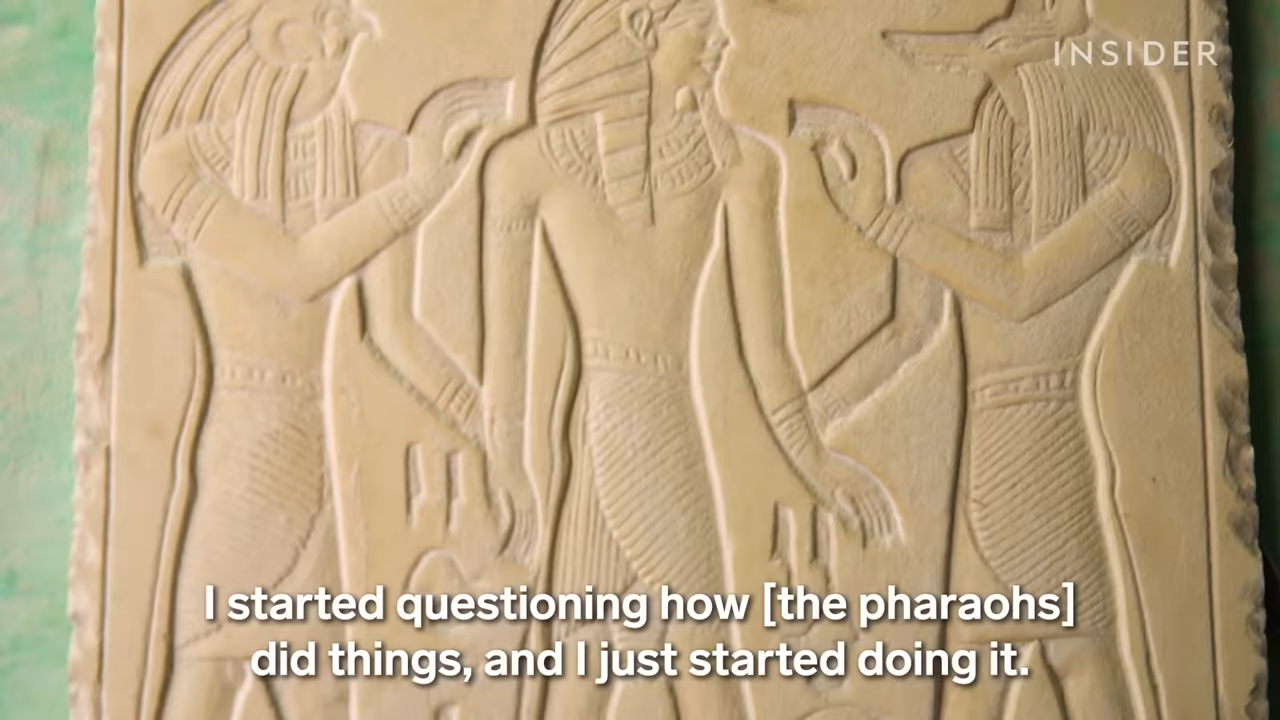 INSIDER
I started questioning how [the pharaohs]
did things, and I just started doing it.